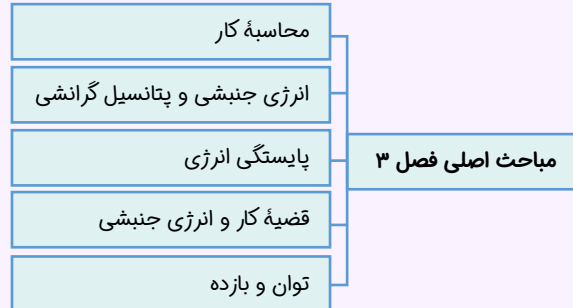 مباحث اصلی فصل ۳
محاسبهٔ کار
انرژی جنبشی و پتانسیل گرانشی
پایستگی انرژی
قضیهٔ کار و انرژی جنبشی
توان و بازده